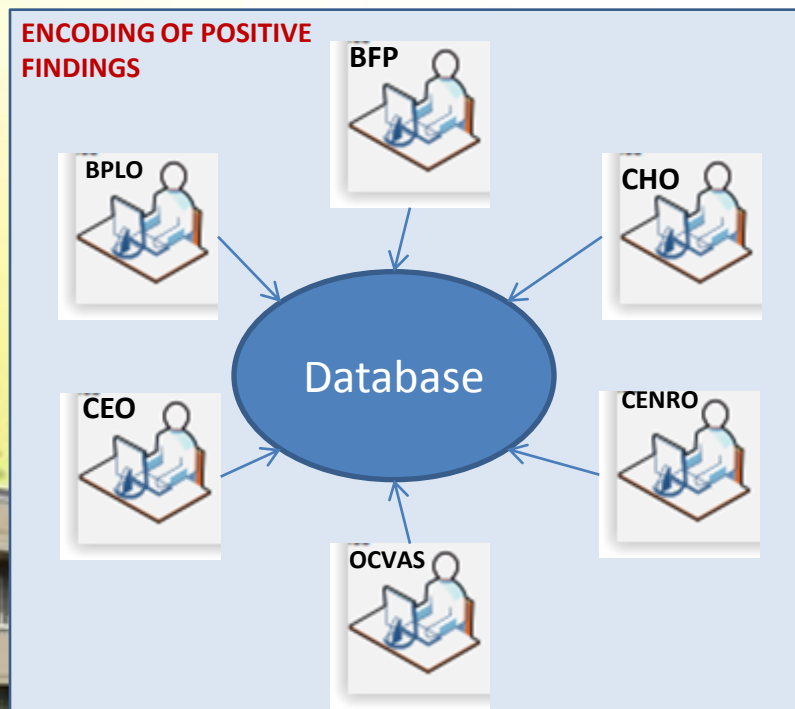 ENCODING OF POSITIVE
FINDINGS
BFP
BPLO
CHO
Database
CEO
CENRO
OCVAS